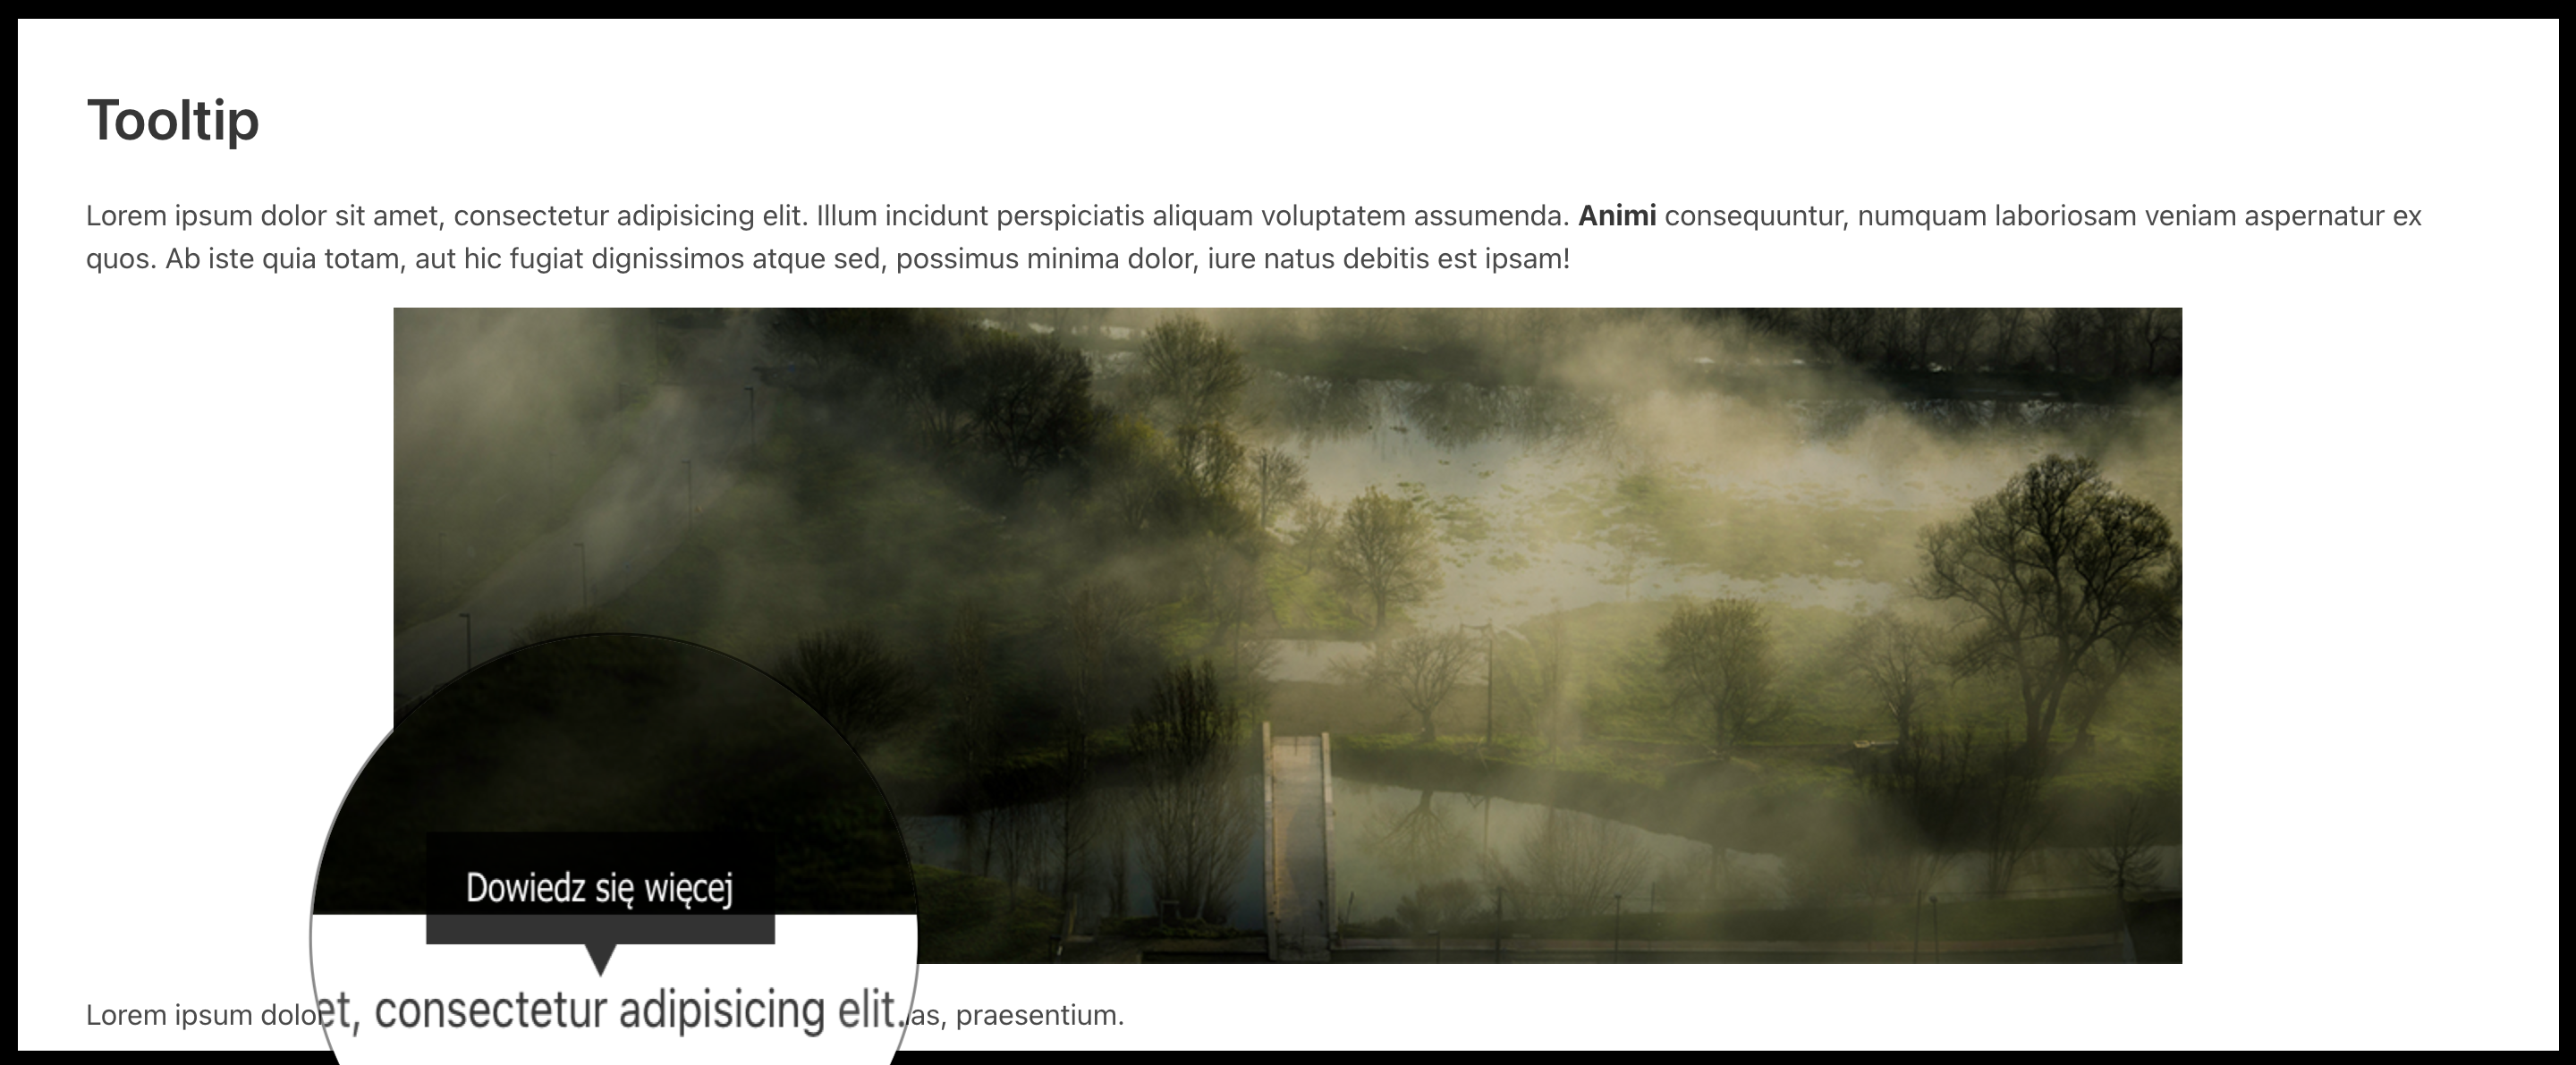 Tooltip
Lorem ipsum dolor sit amet, consectetur adipisicing elit. Illum incidunt perspiciatis aliquam voluptatem assumenda. Animi consequuntur, numquam laboriosam veniam aspernatur ex
quos. Ab iste quia totam, aut hic fugiat dignissimos atque sed, possimus minima dolor, iure natus debitis est ipsam!
Dowiedz się więcej
Lorem ipsum dolo et, consectetur adipisicing elit. as, praesentium.